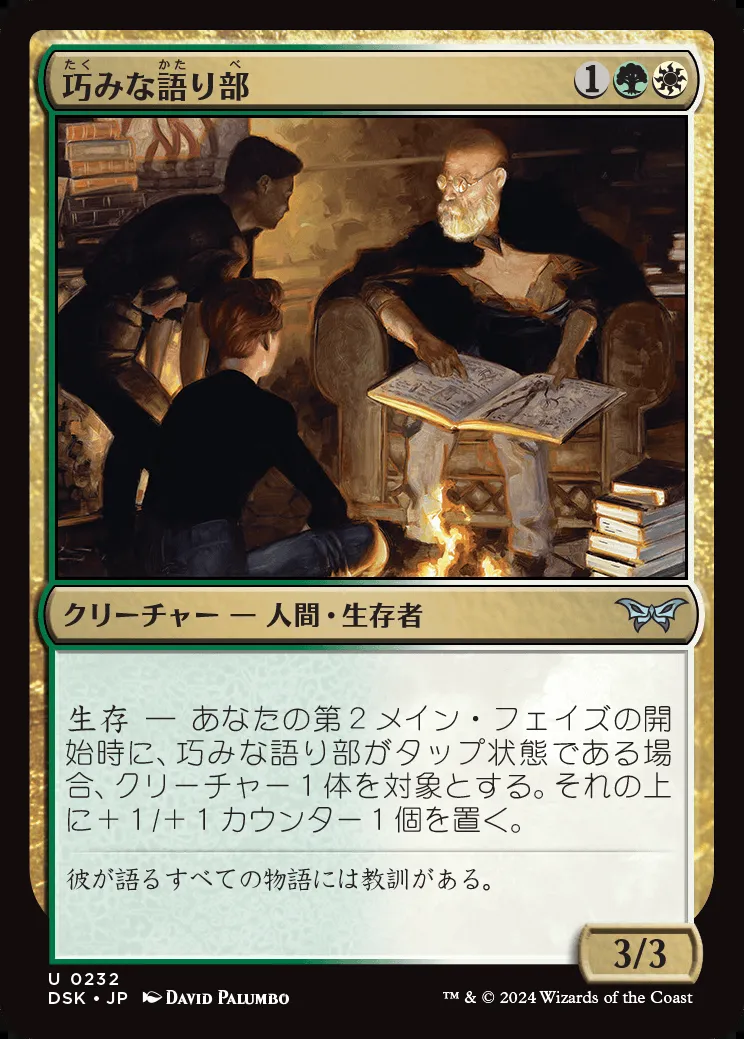 たく かた べ
巧みな語り部 1
クリーチャー — 人間・生存者
生存 — あなたの第２メイン・フェイズの開
始時に、巧みな語り部がタップ状態である場
合、クリーチャー１体を対象とする。それの上
に＋１/＋１カウンター１個を置く。
彼が語るすべての物語には教訓がある。
3/3
U 0232
DSK • JP DAVID PALUMBO
™ & © 2024 Wizards of the Coast